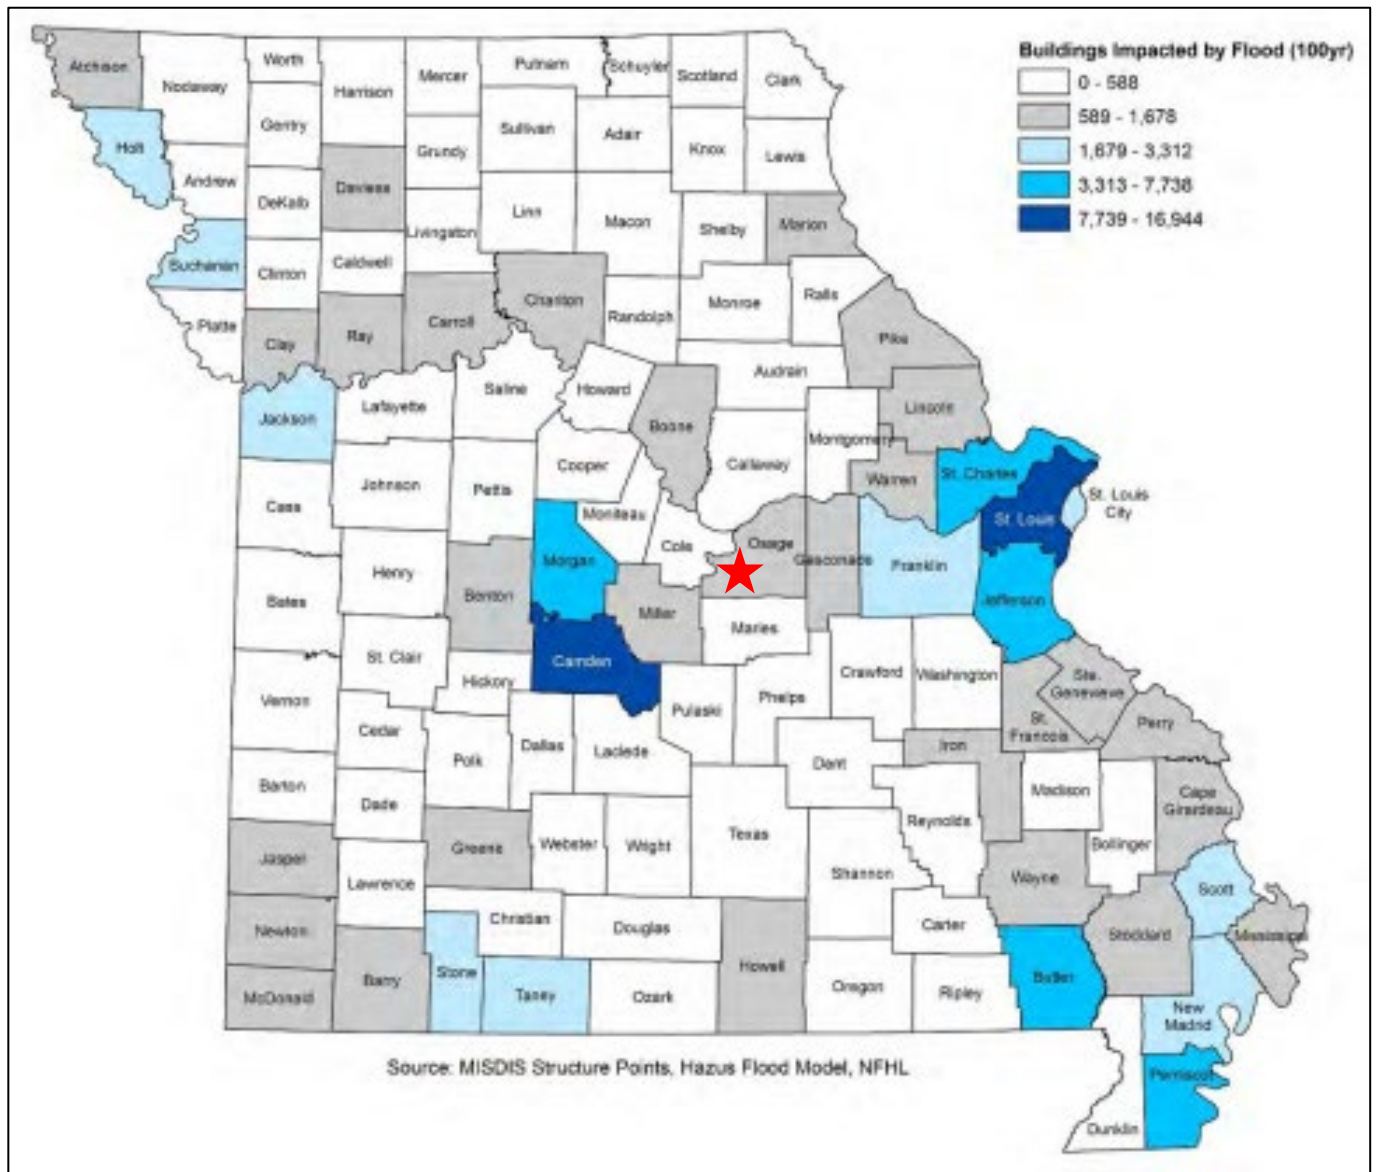 Buildings Impacted by Flood (100yr)
0 - 588
589 - 1,678
1,679 - 3,312
3,313 - 7,738
7,739 - 16,944
Atchison
Nodaway
Worth
Harrison
Mercer
Putnam
Schuyler
Scotland
Clark
Gentry
Sullivan
Adair
Knox
Lewis
Holt
Andrew
DeKalb
Daviess
Grundy
Linn
Macon
Shelby
Marion
Livingston
Buchanan
Clinton
Caldwell
Chariton
Randolph
Monroe
Ralls
Platte
Clay
Ray
Carroll
Pike
Audrain
Jackson
Lafayette
Saline
Howard
Boone
Lincoln
Montgomery
Callaway
Cooper
Warren
St. Charles
Cass
Johnson
Pettis
Moniteau
St. Louis
St. Louis
City
Cole
Osage
Gasconade
Franklin
Morgan
Henry
Benton
Bates
Miller
Maries
Jefferson
St. Clair
Camden
Hickory
Crawford
Washington
Ste.
Genevieve
Vernon
Pulaski
Phelps
St.
Francois
Perry
Cedar
Polk
Dallas
Laclede
Iron
Dent
Madison
Barton
Dade
Cape
Girardeau
Reynolds
Texas
Webster
Wright
Greene
Bollinger
Jasper
Lawrence
Shannon
Wayne
Scott
Christian
Douglas
Carter
Newton
Stoddard
Mississippi
Stone
Barry
McDonald
Taney
Ozark
Howell
Oregon
Ripley
Butler
New
Madrid
Pemiscot
Dunklin
Source: MISDIS Structure Points, Hazus Flood Model, NFHL